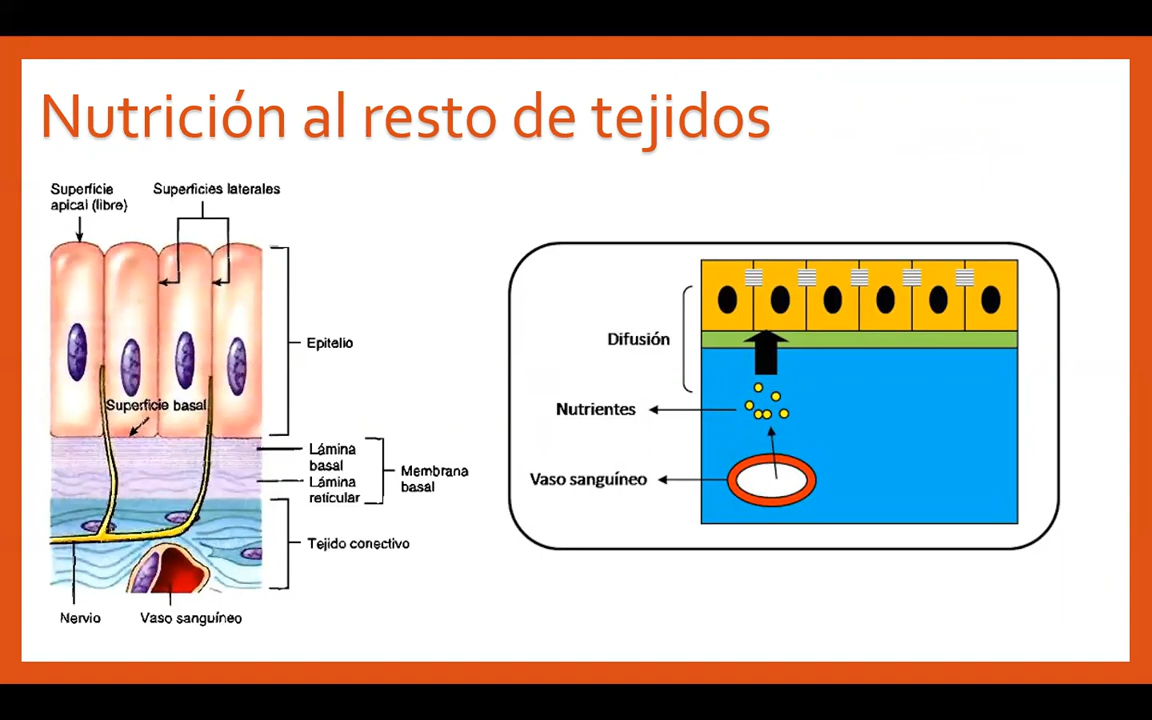 Nutrición al resto de tejidos
Superficie
apical (libre)
Superficies laterales
Epitelio
Superficie basal
Lámina
basal
Lámina
reticular
Membrana
basal
Tejido conectivo
Nervio
Vaso sanguíneo
Difusión
Nutrientes
Vaso sanguíneo